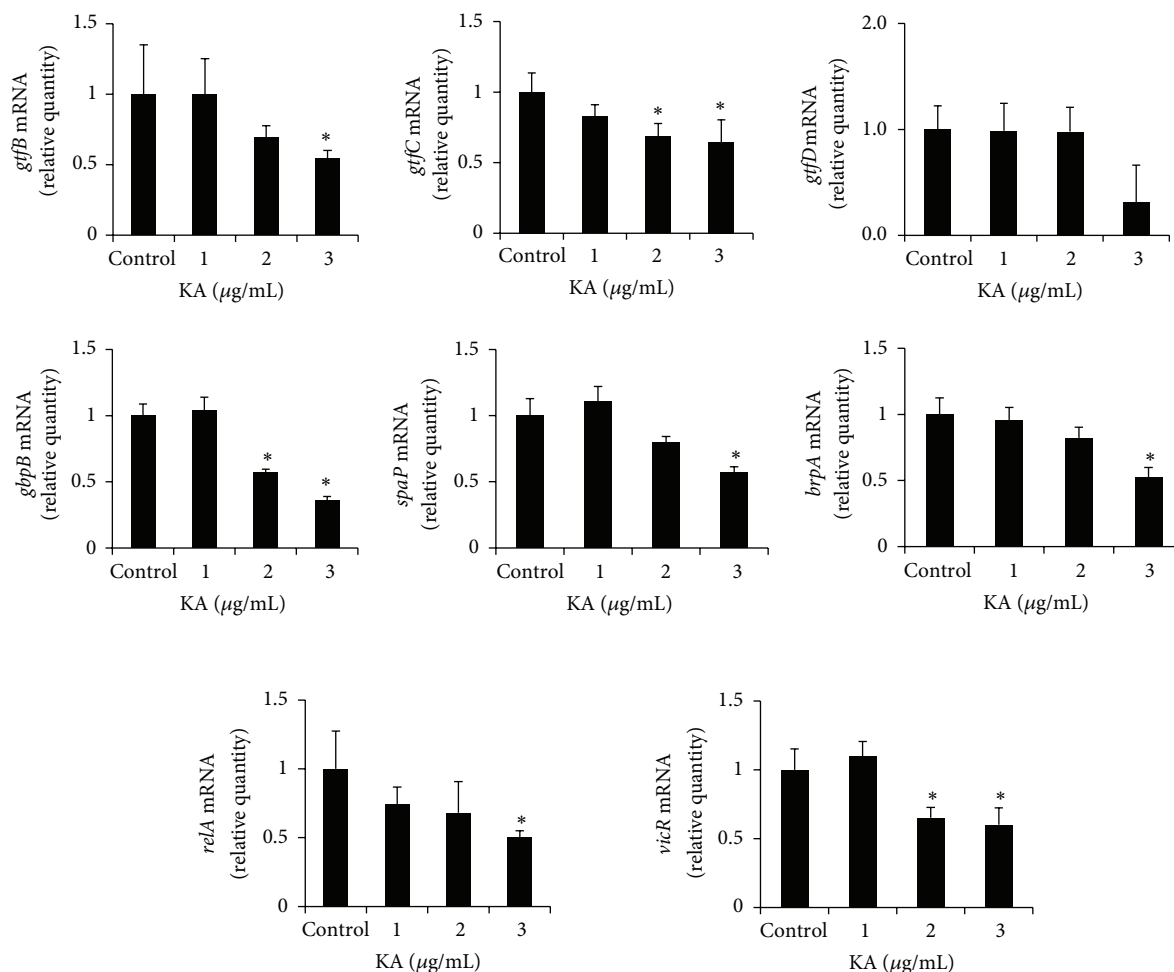 gtfB mRNA
(relative quantity)
1.5
1
0.5
0
*
Control 1 2 3
KA (μg/mL)
gtfC mRNA
(relative quantity)
1.5
1
0.5
0
* *
Control 1 2 3
KA (μg/mL)
gtfD mRNA
(relative quantity)
2.0
1.0
0.0
Control 1 2 3
KA (μg/mL)
gbpB mRNA
(relative quantity)
1.5
1
0.5
0
* *
Control 1 2 3
KA (μg/mL)
spaP mRNA
(relative quantity)
1.5
1
0.5
0
*
Control 1 2 3
KA (μg/mL)
brpA mRNA
(relative quantity)
1.5
1
0.5
0
*
Control 1 2 3
KA (μg/mL)
relA mRNA
(relative quantity)
1.5
1
0.5
0
*
Control 1 2 3
KA (μg/mL)
vicR mRNA
(relative quantity)
1.5
1
0.5
0
* *
Control 1 2 3
KA (μg/mL)